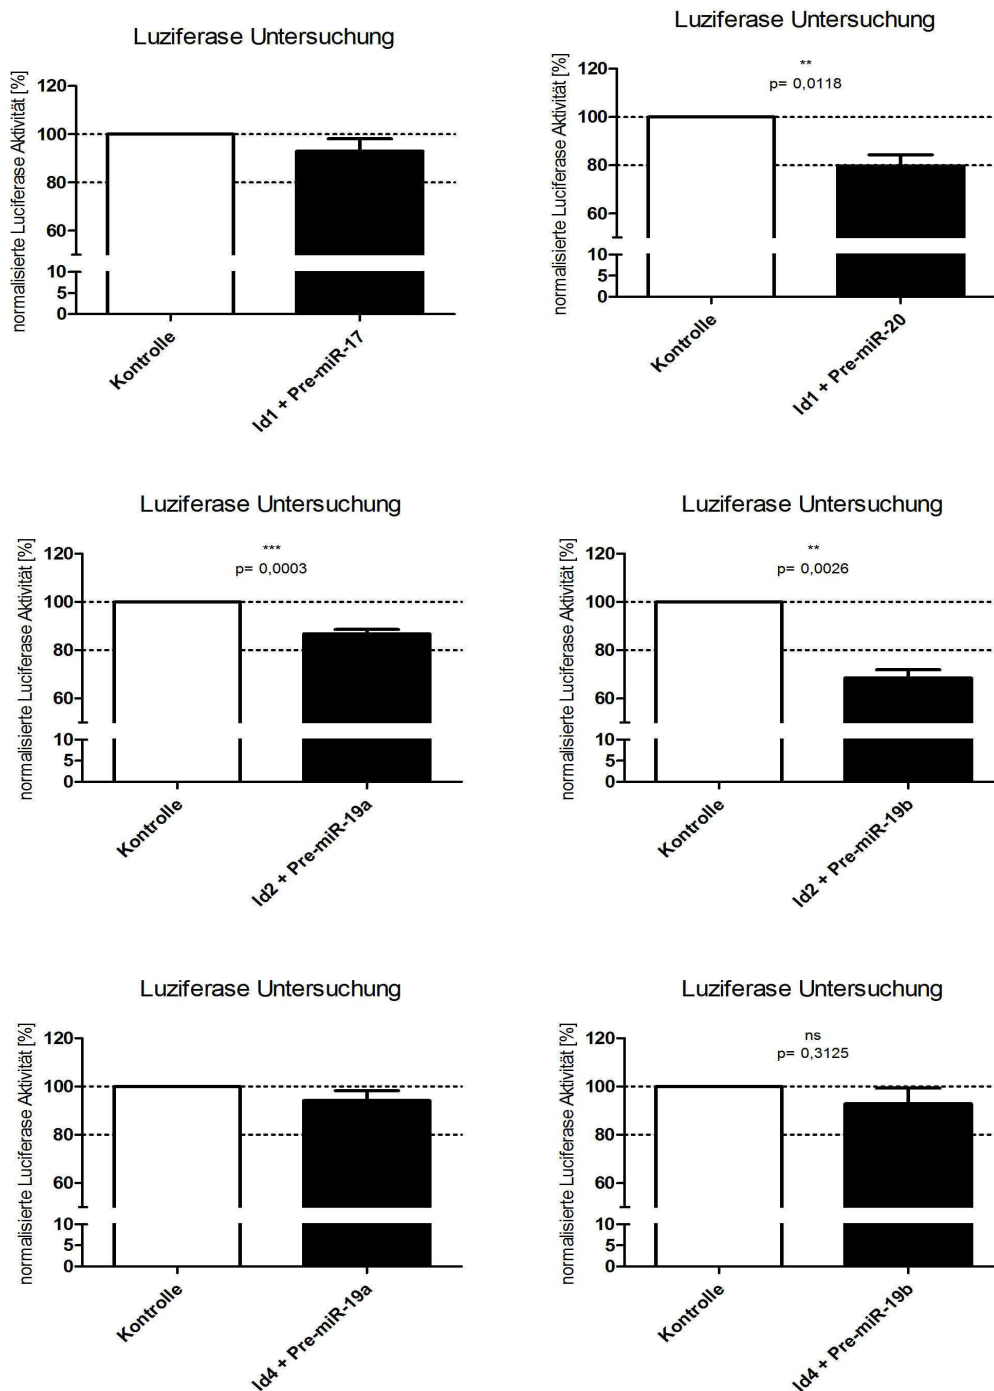 Luziferase Untersuchung
normalisierte Luciferase Aktivität [%]
120
100
80
60
10
5
0
Kontrolle
Id1 + Pre-miR-17
Luziferase Untersuchung
**
p= 0,0118
normalisierte Luciferase Aktivität [%]
120
100
80
60
10
5
0
Kontrolle
Id1 + Pre-miR-20
Luziferase Untersuchung
***
p= 0,0003
normalisierte Luciferase Aktivität [%]
120
100
80
60
10
5
0
Kontrolle
Id2 + Pre-miR-19a
Luziferase Untersuchung
**
p= 0,0026
normalisierte Luciferase Aktivität [%]
120
100
80
60
10
5
0
Kontrolle
Id2 + Pre-miR-19b
Luziferase Untersuchung
normalisierte Luciferase Aktivität [%]
120
100
80
60
10
5
0
Kontrolle
Id4 + Pre-miR-19a
Luziferase Untersuchung
ns
p= 0,3125
normalisierte Luciferase Aktivität [%]
120
100
80
60
10
5
0
Kontrolle
Id4 + Pre-miR-19b